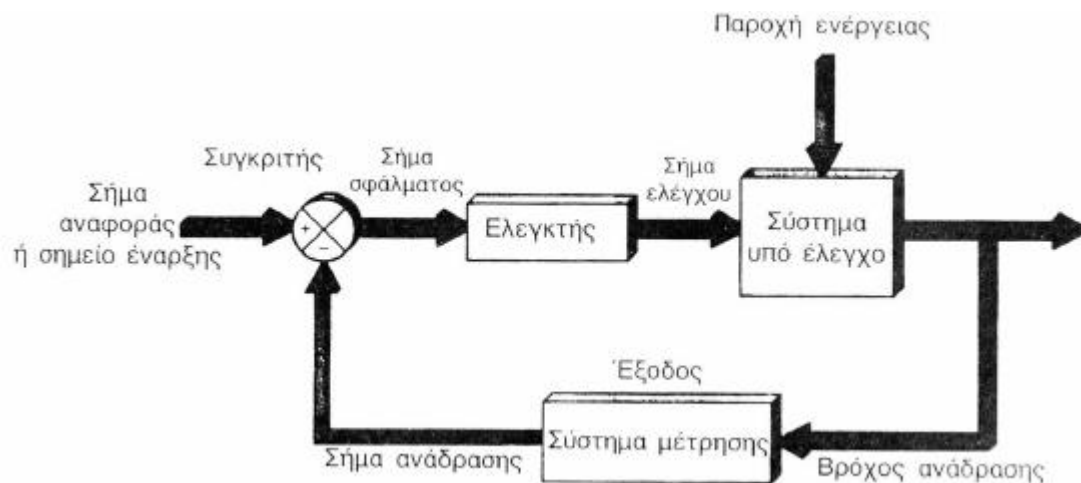 Παροχή ενέργειας
Συγκριτής
Σήμα
σφάλματος
Σήμα
ελέγχου
Σήμα
αναφοράς
ή σημείο έναρξης
+
−
Ελεγκτής
Σύστημα
υπό έλεγχο
Έξοδος
Σύστημα μέτρησης
Σήμα ανάδρασης
Βρόχος ανάδρασης